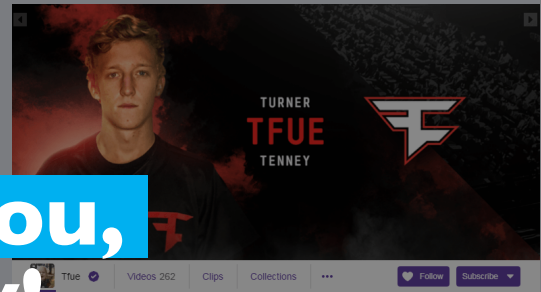 TURNER
TFUE
TENNEY
ou,
Tfue Videos 262 Clips Collections ••• Follow Subscribe